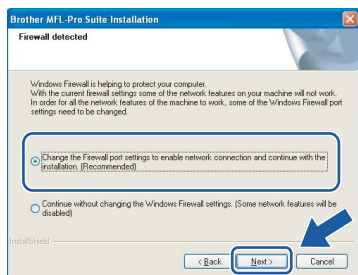 Brother MFL-Pro Suite Installation
Firewall detected
Windows Firewall is helping to protect your computer.
With the current firewall settings some of the network features on your machine will not work.
In order for all the network features of the machine to work, some of the Windows Firewall port
settings need to be changed.
Change the Firewall port settings to enable network connection and continue with the
installation. (Recommended)
Continue without changing the Windows Firewall settings. (Some network features will be
disabled)
InstallShield
< Back
Next >
Cancel